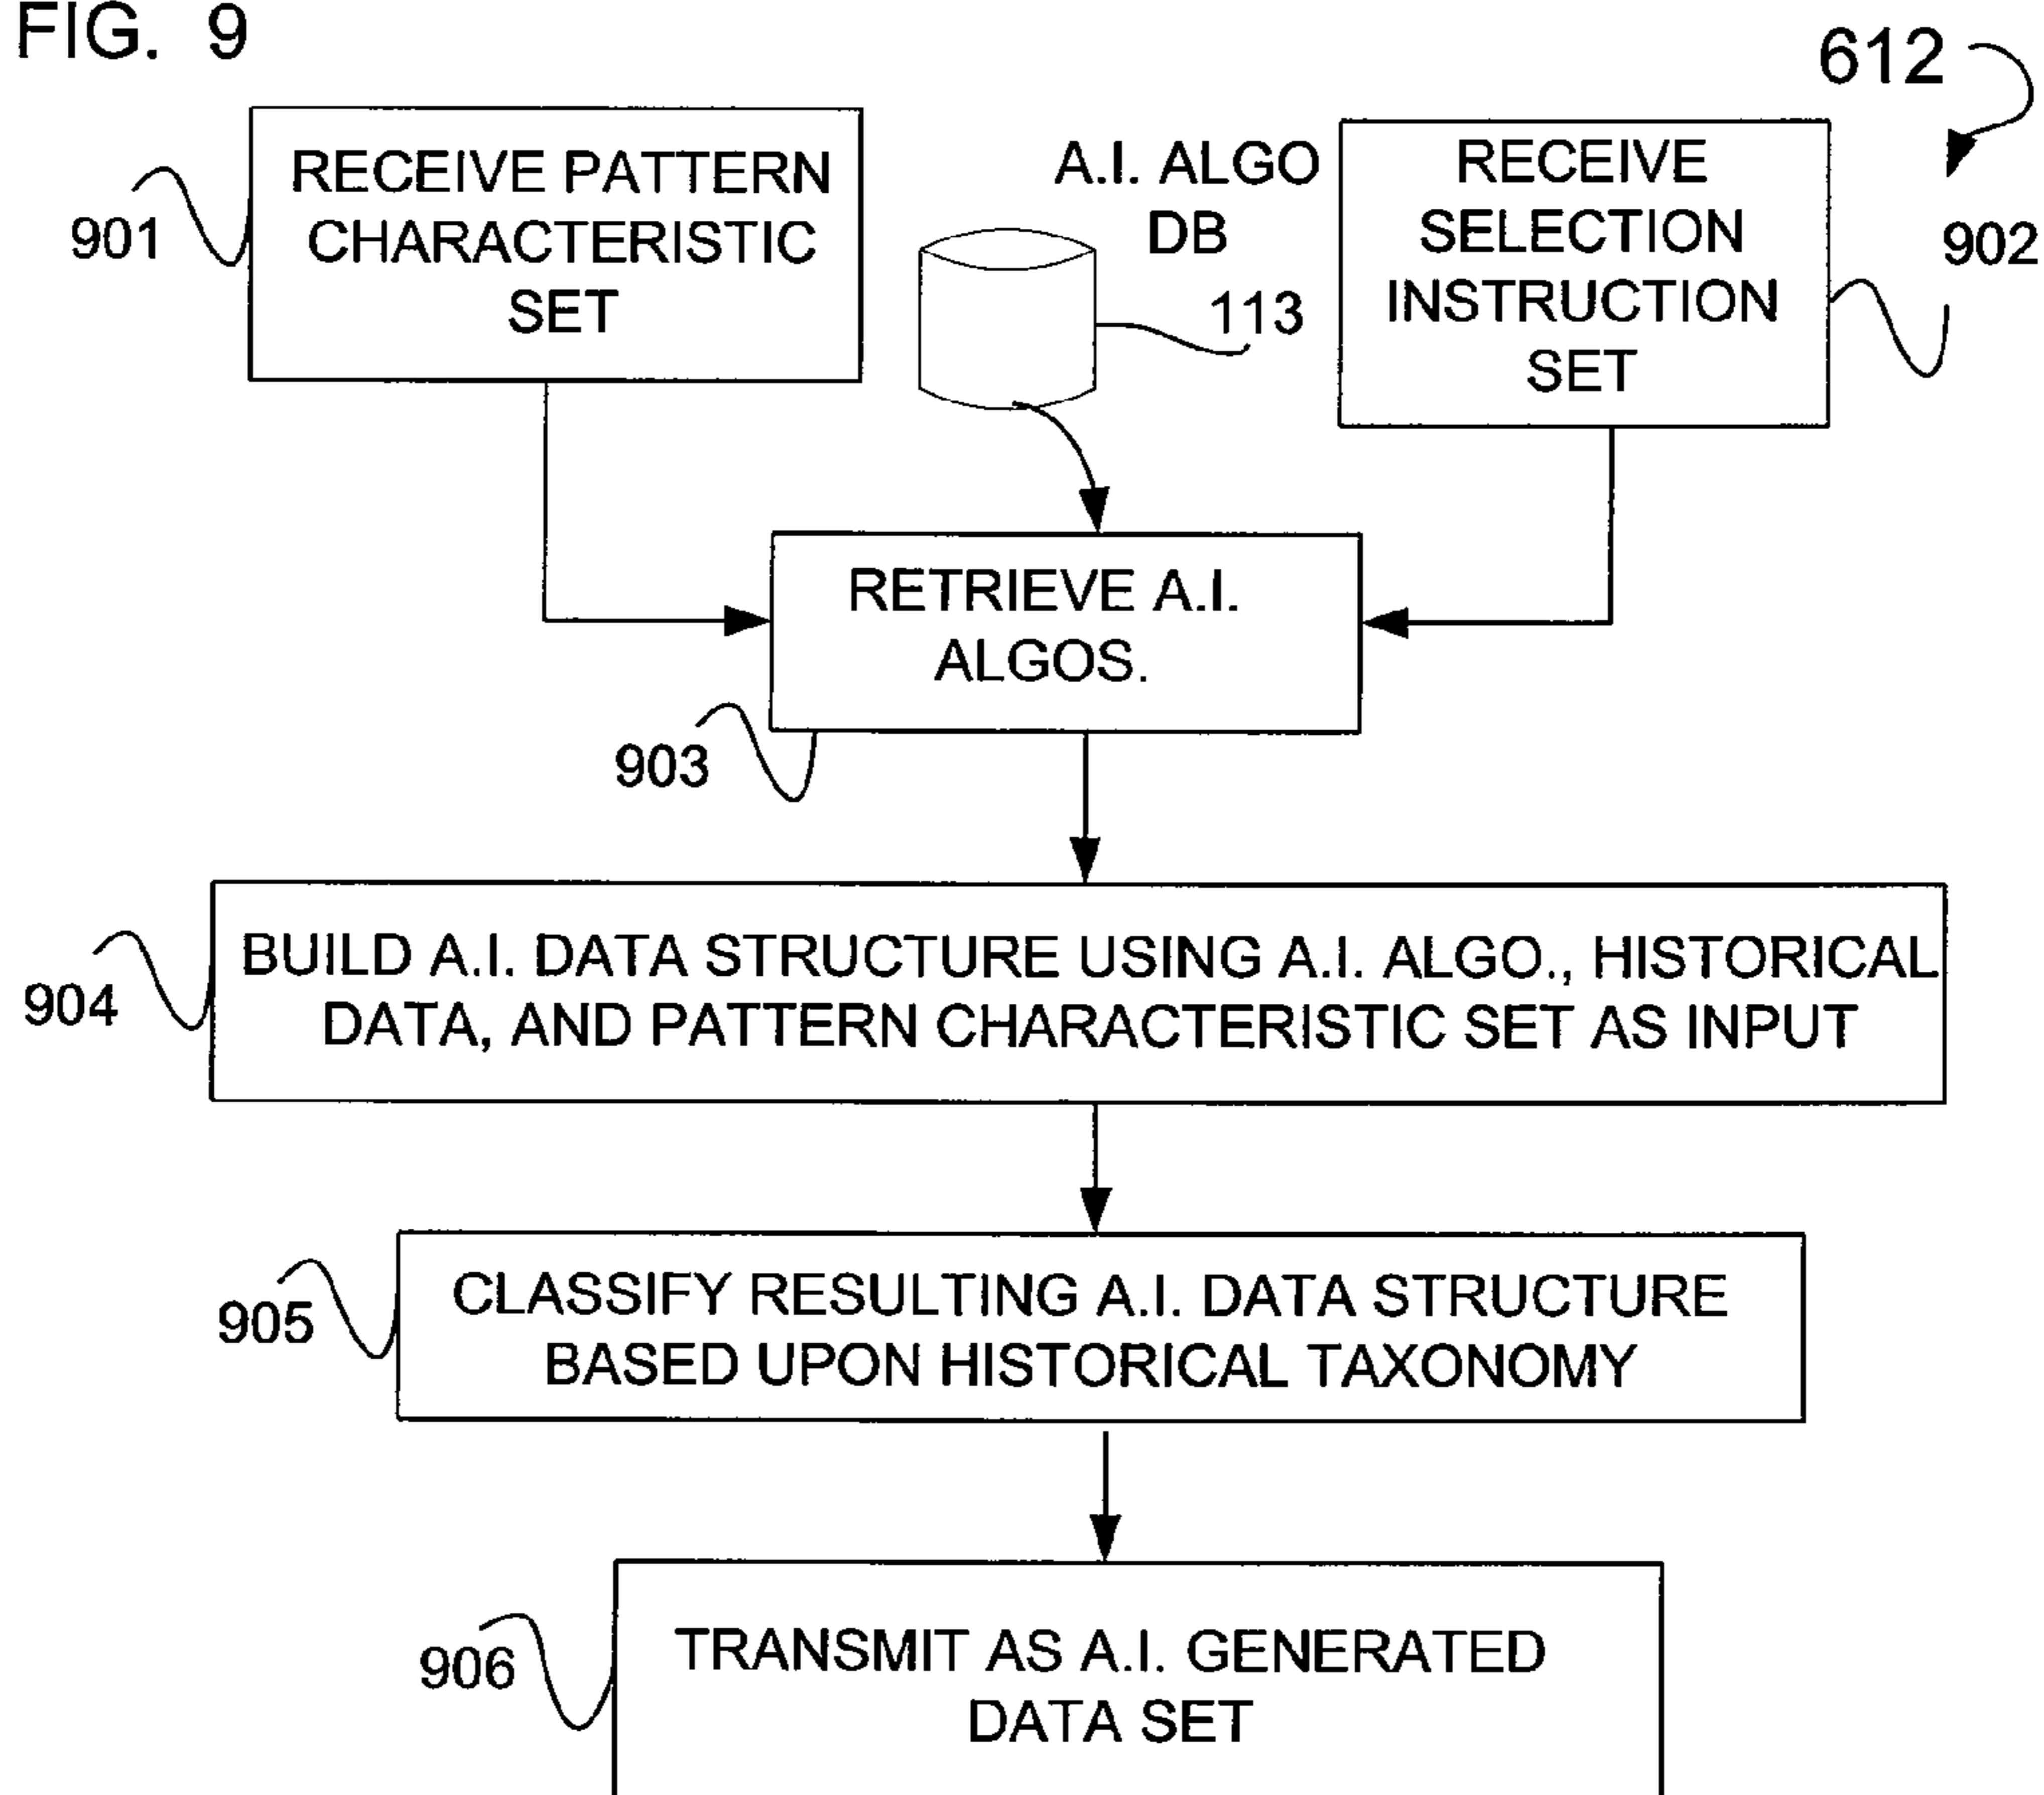 FIG. 9
612
RECEIVE PATTERN
CHARACTERISTIC
SET
901
A.I. ALGO
DB
113
RECEIVE
SELECTION
INSTRUCTION
SET
902
RETRIEVE A.I.
ALGOS.
903
BUILD A.I. DATA STRUCTURE USING A.I. ALGO., HISTORICAL
DATA, AND PATTERN CHARACTERISTIC SET AS INPUT
904
CLASSIFY RESULTING A.I. DATA STRUCTURE
BASED UPON HISTORICAL TAXONOMY
905
TRANSMIT AS A.I. GENERATED
DATA SET
906